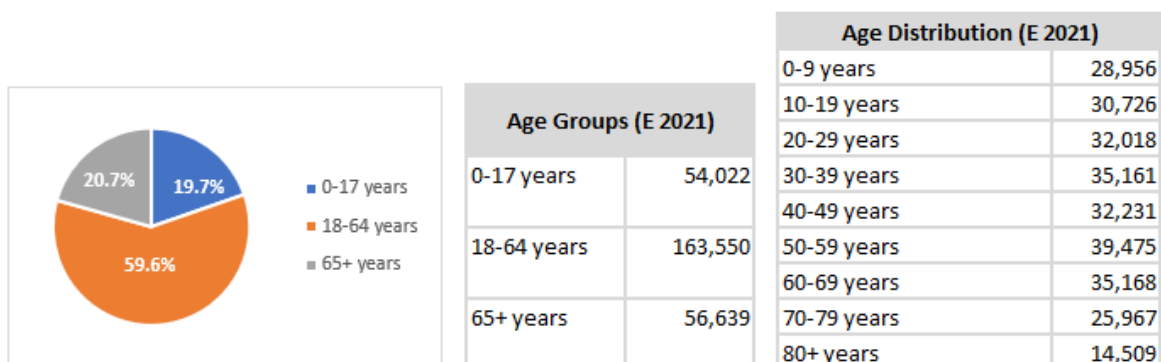 20.7%
19.7%
59.6%
0-17 years
18-64 years
65+ years
Age Groups (E 2021)
0-17 years 54,022
18-64 years 163,550
65+ years 56,639
Age Distribution (E 2021)
0-9 years 28,956
10-19 years 30,726
20-29 years 32,018
30-39 years 35,161
40-49 years 32,231
50-59 years 39,475
60-69 years 35,168
70-79 years 25,967
80+ years 14,509